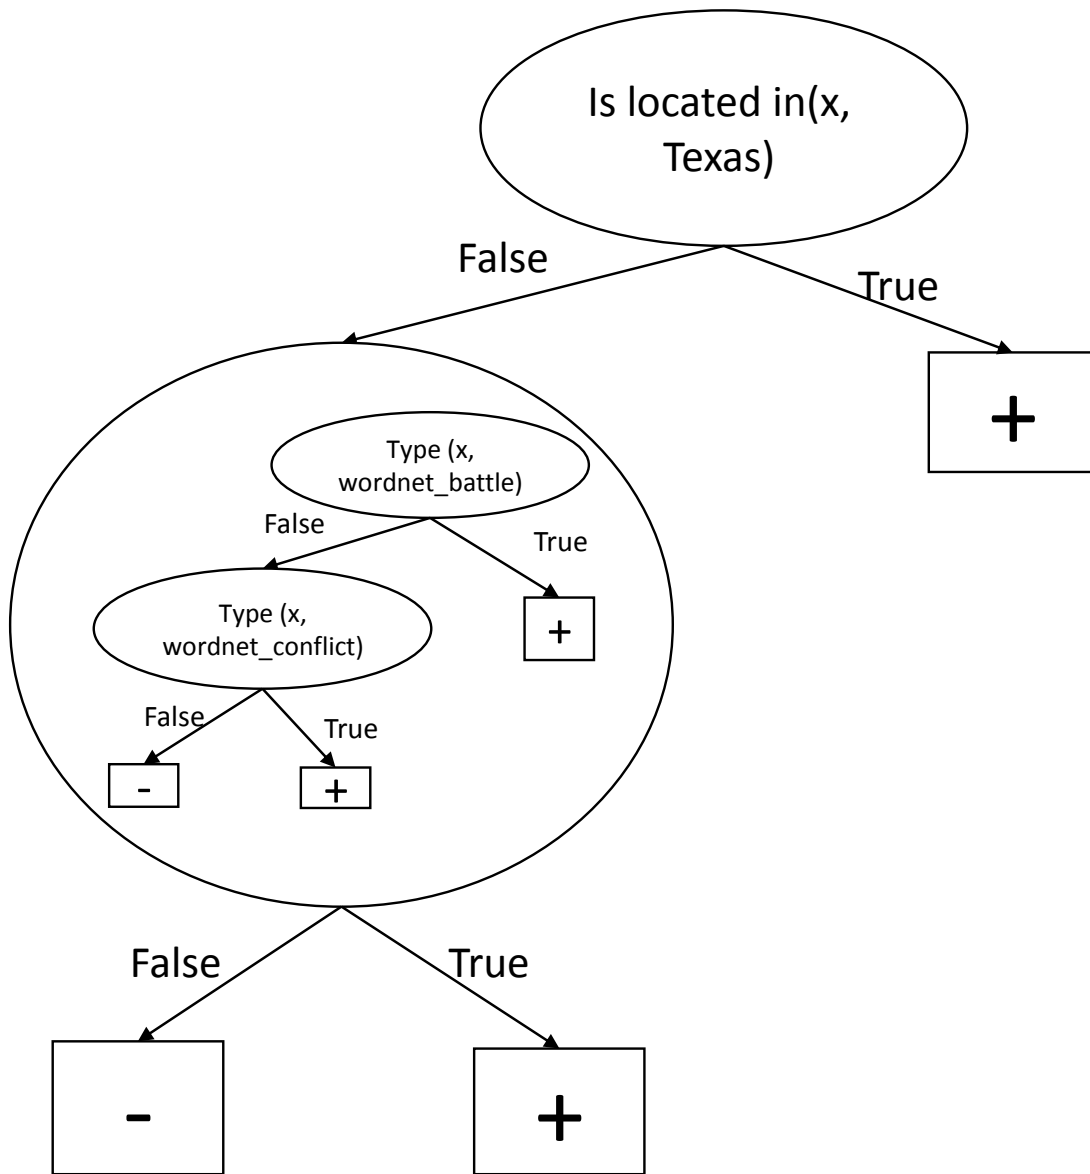 Is located in(x,
Texas)
False
True
+
Type (x,
wordnet_battle)
False
True
Type (x,
wordnet_conflict)
+
False
True
-
+
False
True
-
+